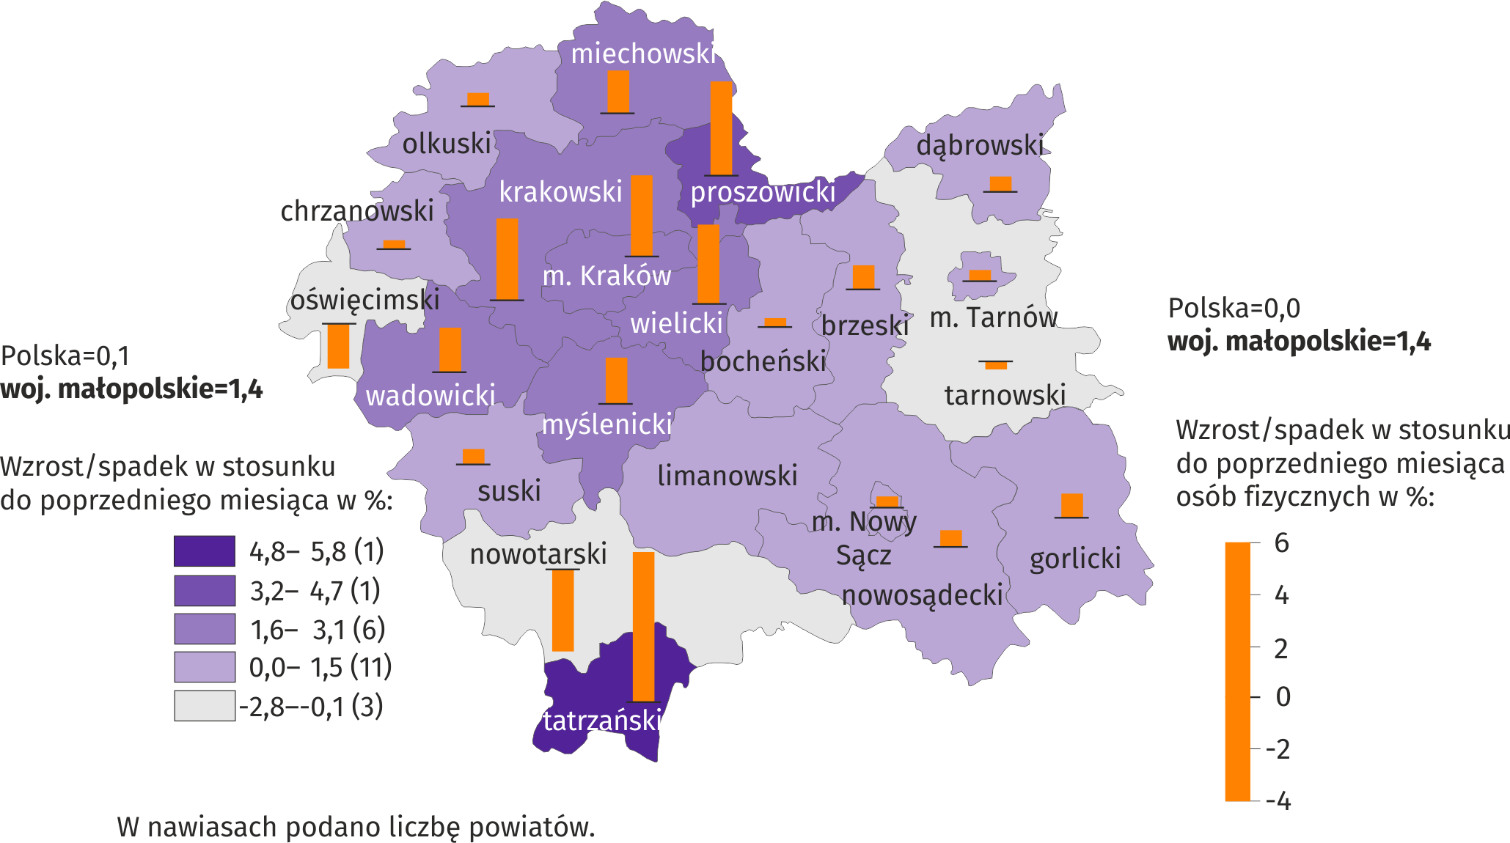 miechowski
olkuski
dąbrowski
krakowski
proszowicki
chrzanowski
m. Kraków
oświęcimski
wielicki
brzeski
m. Tarnów
bocheński
wadowicki
tarnowski
myślenicki
limanowski
suski
m. Nowy
Sącz
nowotarski
gorlicki
nowosądecki
tatrzański
Polska=0,1
woj. małopolskie=1,4
Wzrost/spadek w stosunku
do poprzedniego miesiąca w %:
4,8– 5,8 (1)
3,2– 4,7 (1)
1,6– 3,1 (6)
0,0– 1,5 (11)
-2,8–-0,1 (3)
Polska=0,0
woj. małopolskie=1,4
Wzrost/spadek w stosunku
do poprzedniego miesiąca
osób fizycznych w %:
6
4
2
0
-2
-4
W nawiasach podano liczbę powiatów.